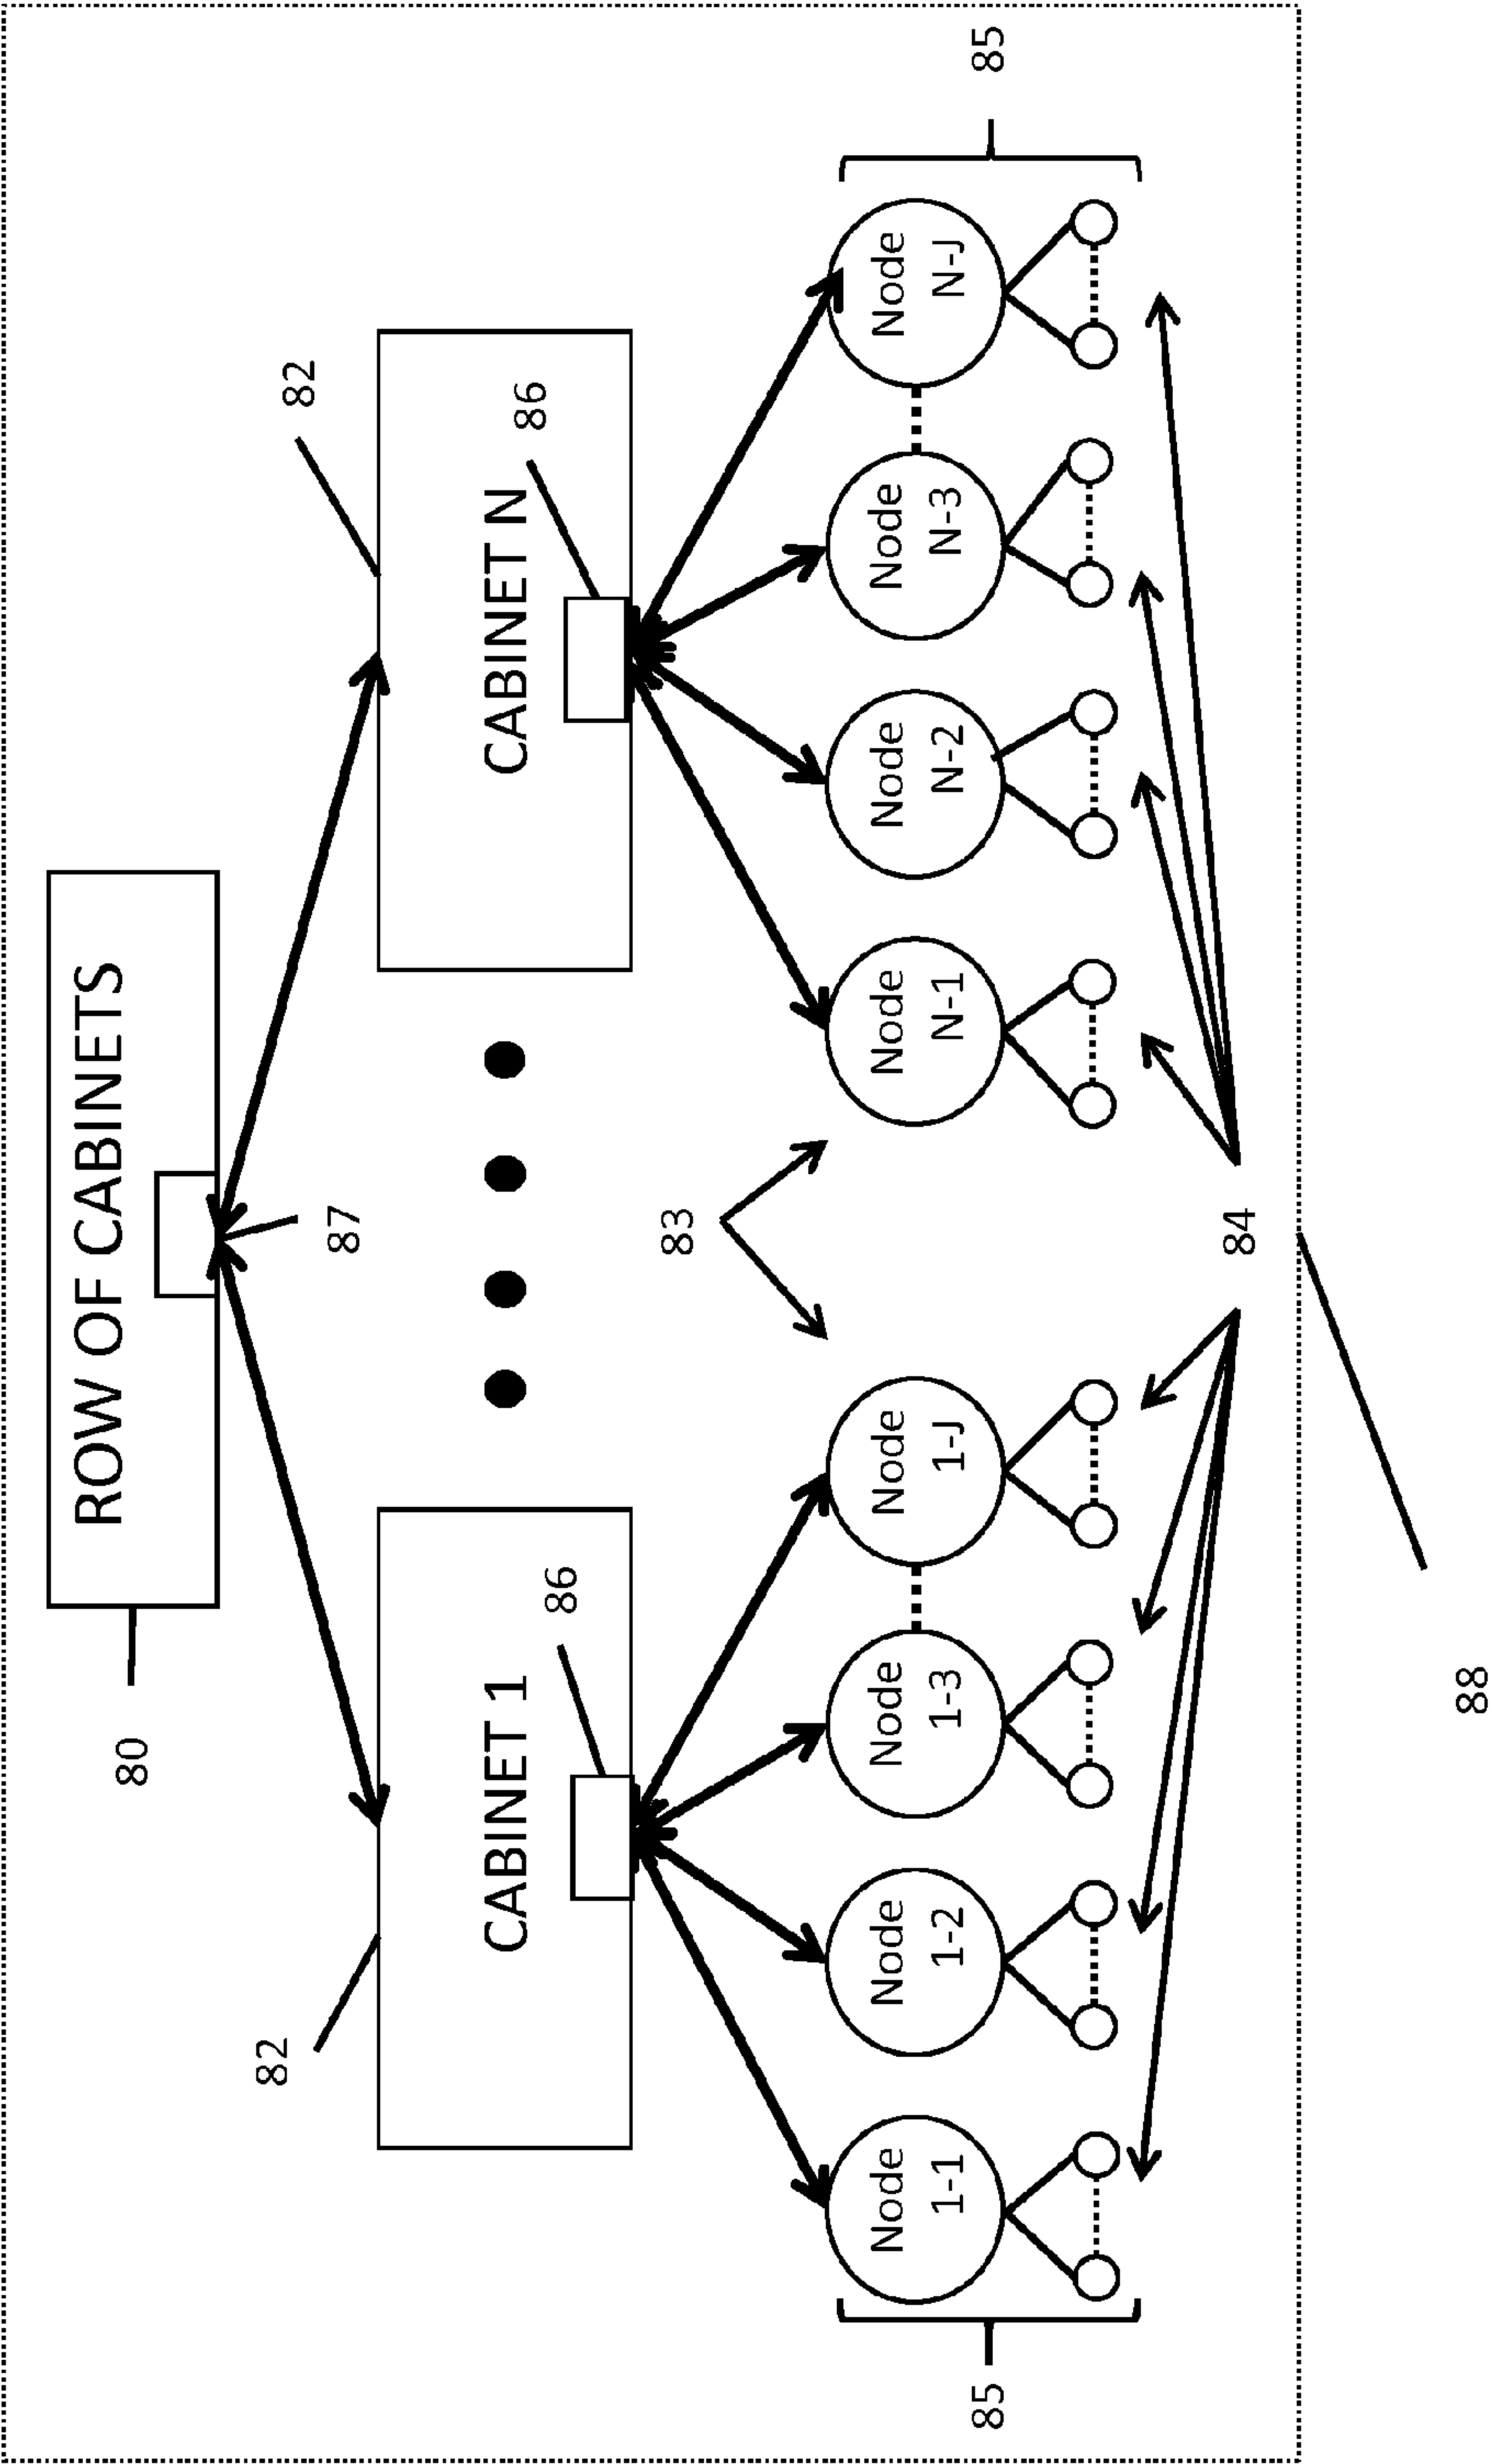 ROW OF CABINETS
80
87
82
82
CABINET 1
86
CABINET N
86
83
Node
1-1
Node
1-2
Node
1-3
Node
1-J
Node
N-1
Node
N-2
Node
N-3
Node
N-J
85
85
84
88